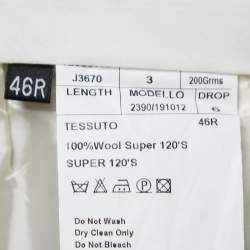 46R
J3670 3 200Grms
LENGTH MODELLO DROP
2390/191012 6
TESSUTO 46R
100%Wool Super 120'S
SUPER 120'S
Do Not Wash
Dry Clean Only
Do Not Bleach